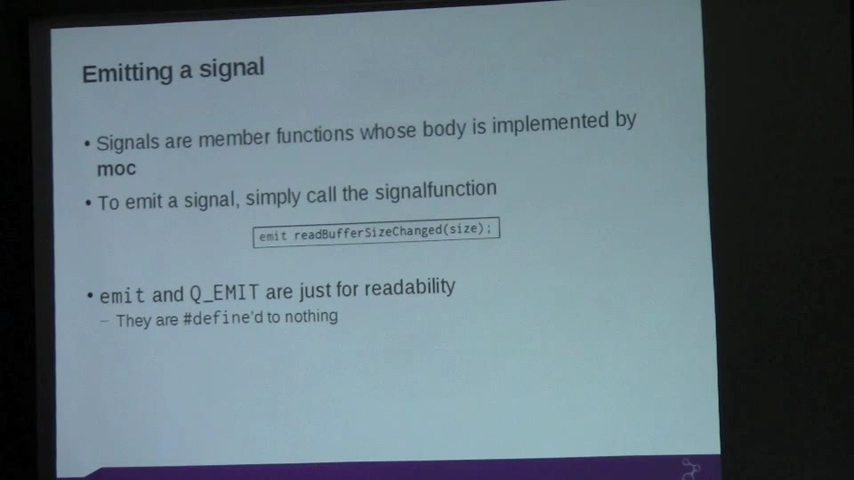 Emitting a signal
• Signals are member functions whose body is implemented by
moc
• To emit a signal, simply call the signalfunction
emit readBufferSizeChanged(size);
• emit and Q_EMIT are just for readability
– They are #define'd to nothing